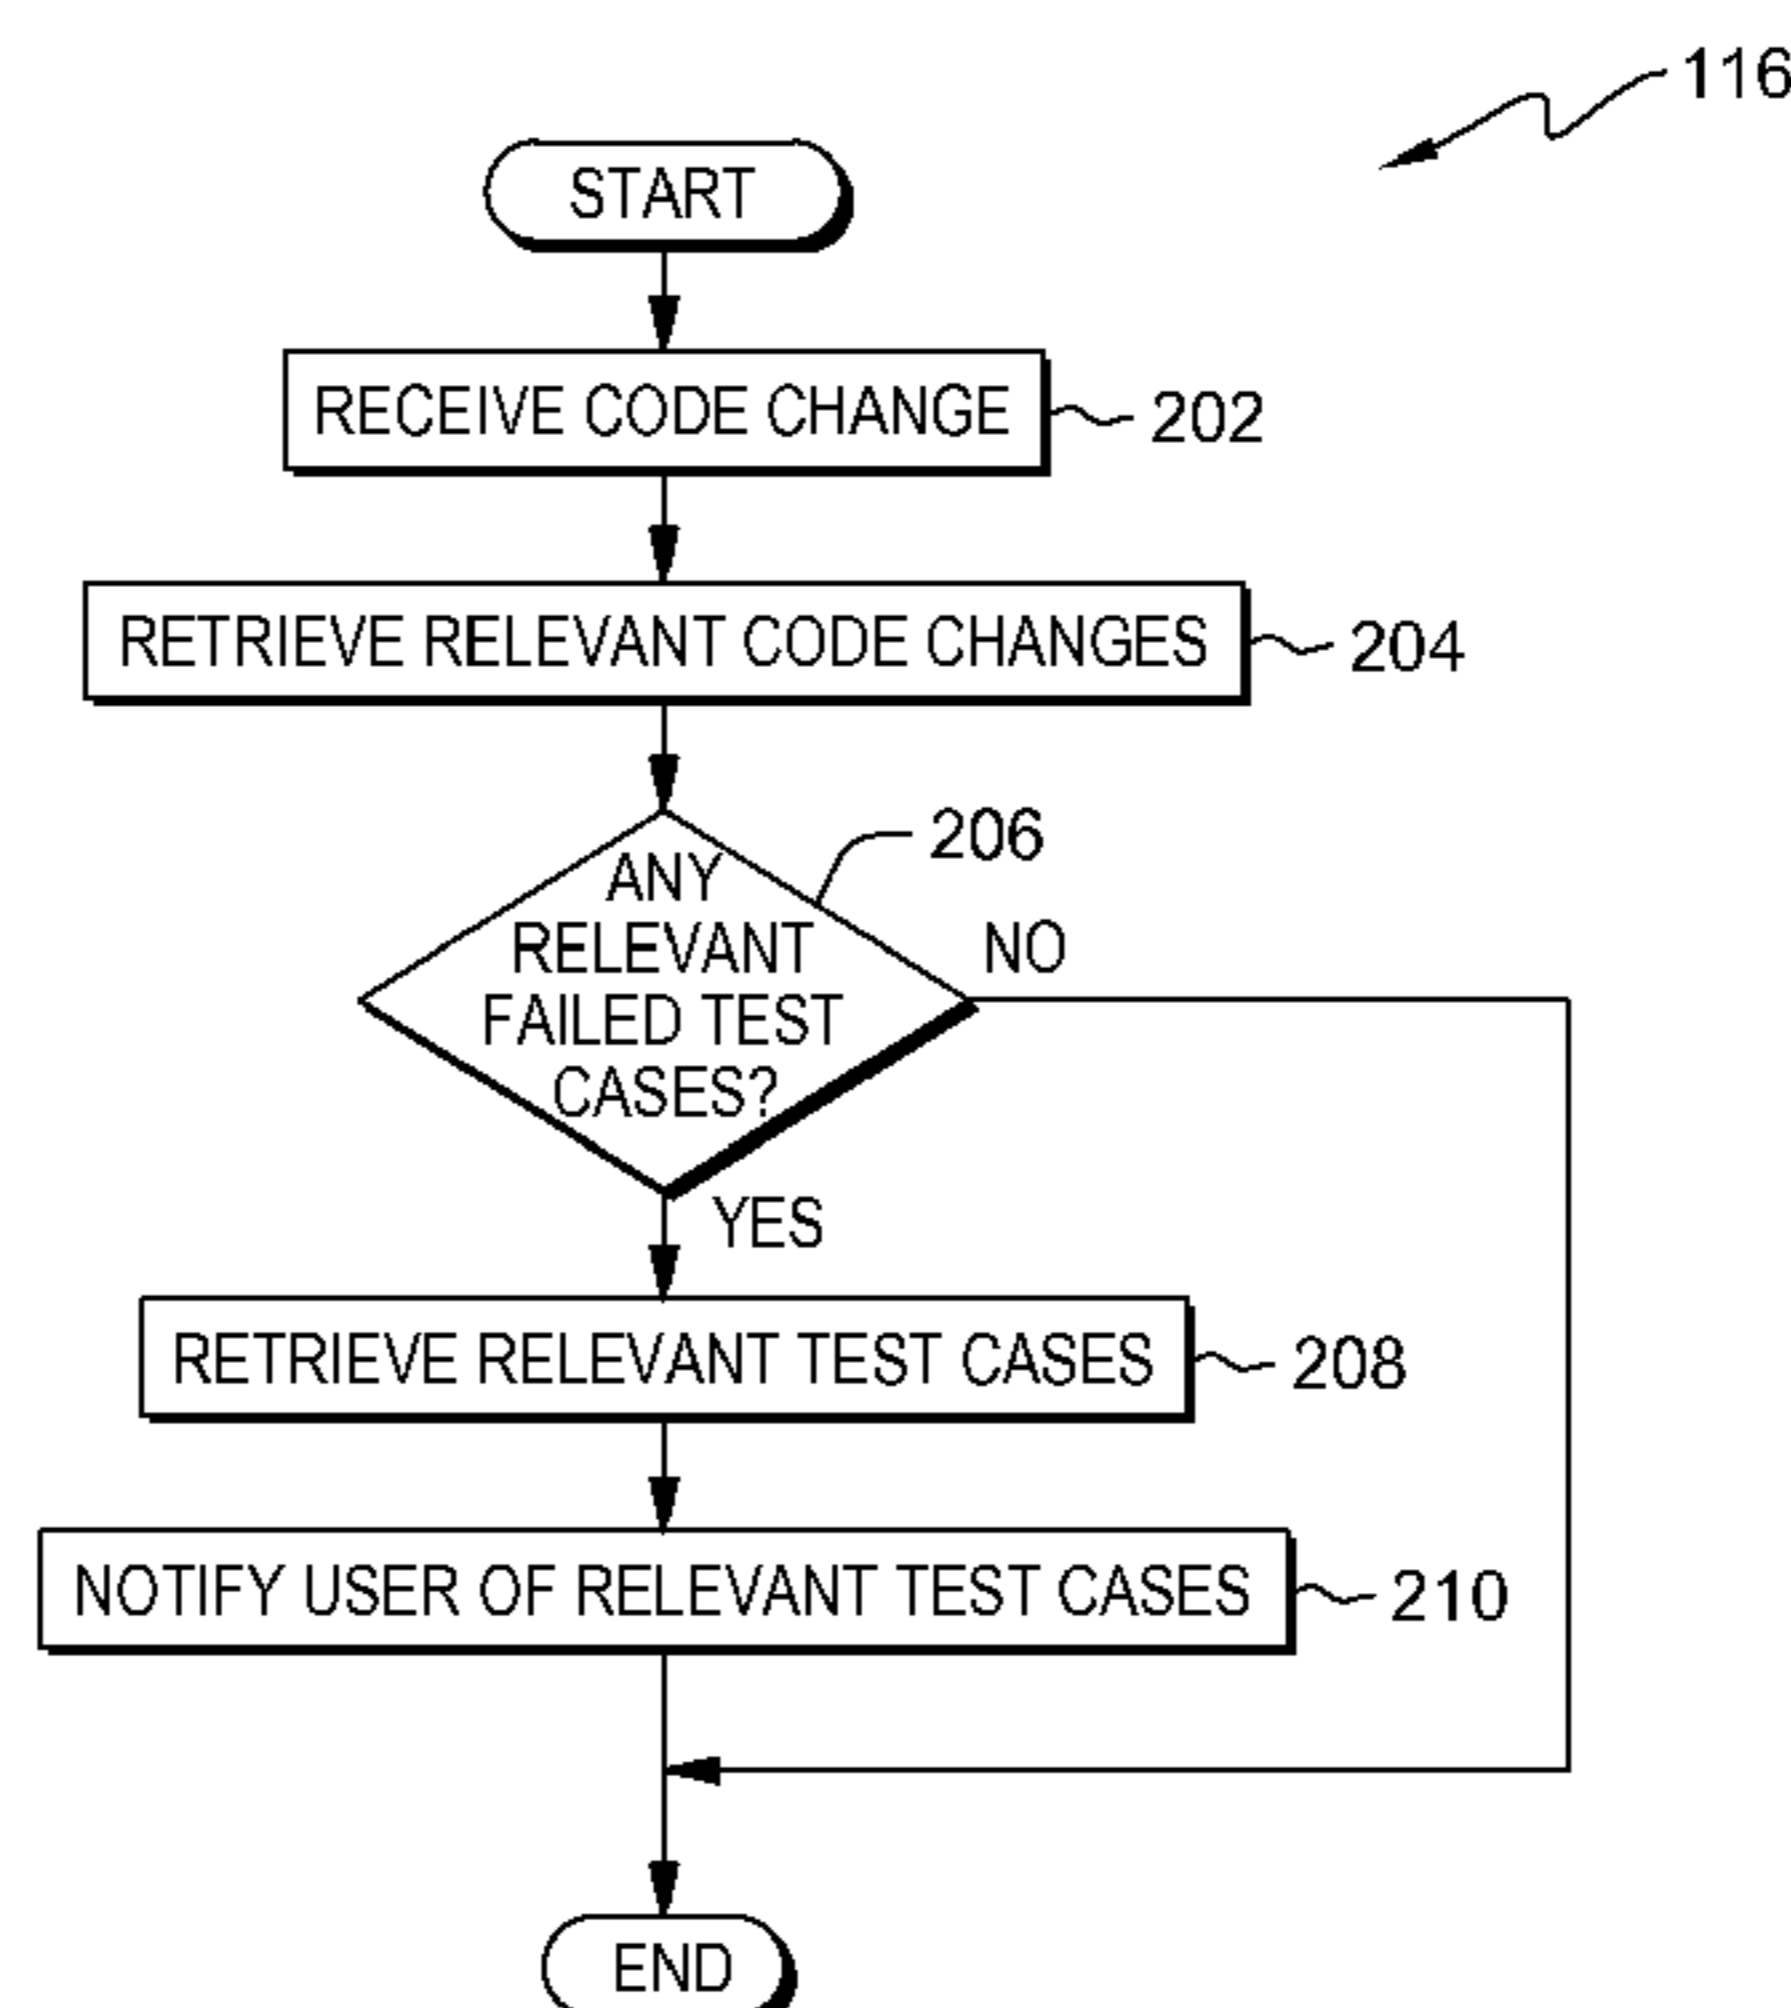 116
START
RECEIVE CODE CHANGE
202
RETRIEVE RELEVANT CODE CHANGES
204
206
ANY
RELEVANT
FAILED TEST
CASES?
NO
YES
RETRIEVE RELEVANT TEST CASES
208
NOTIFY USER OF RELEVANT TEST CASES
210
END